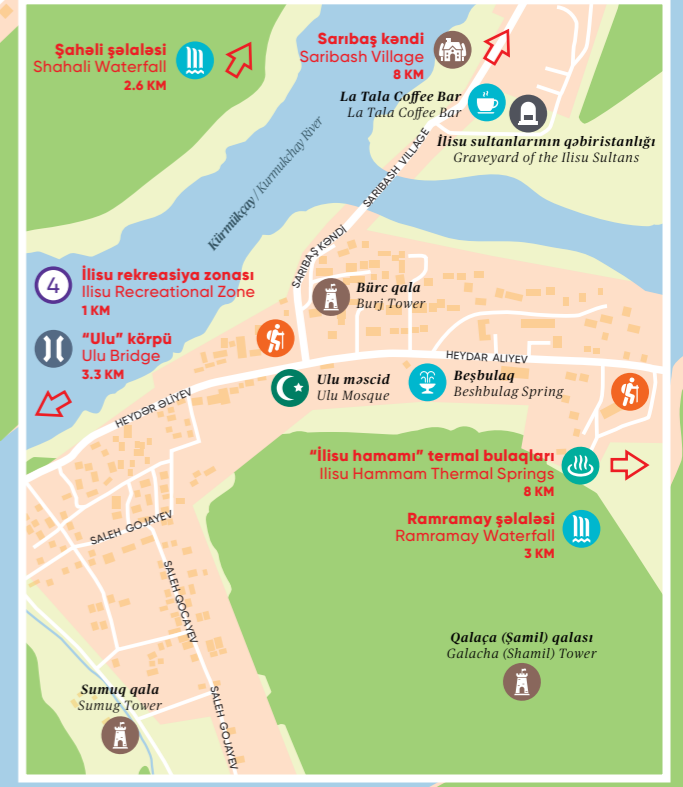 Şahəli şəlaləsi
Shahali Waterfall
2.6 KM
Sarıbaş kəndi
Saribash Village
8 KM
La Tala Coffee Bar
La Tala Coffee Bar
İlisu sultanlarının qəbiristanlığı
Graveyard of the Ilisu Sultans
Kürmükçay / Kurmukchay River
SARIBASH VILLAGE
SARIBAŞ KƏNDİ
4
İlisu rekreasiya zonası
Ilisu Recreational Zone
1 KM
"Ulu" körpü
Ulu Bridge
3.3 KM
Bürc qala
Burj Tower
HEYDAR ALIYEV
HEYDƏR ƏLİYEV
Ulu məscid
Ulu Mosque
Beşbulaq
Beshbulag Spring
"İlisu hamamı" termal bulaqları
Ilisu Hammam Thermal Springs
8 KM
Ramramay şəlaləsi
Ramramay Waterfall
3 KM
SALEH GOJAYEV
SALEH QOCAYEV
SALEH GOJAYEV
Qalaça (Şamil) qalası
Galacha (Shamil) Tower
Sumuq qala
Sumug Tower